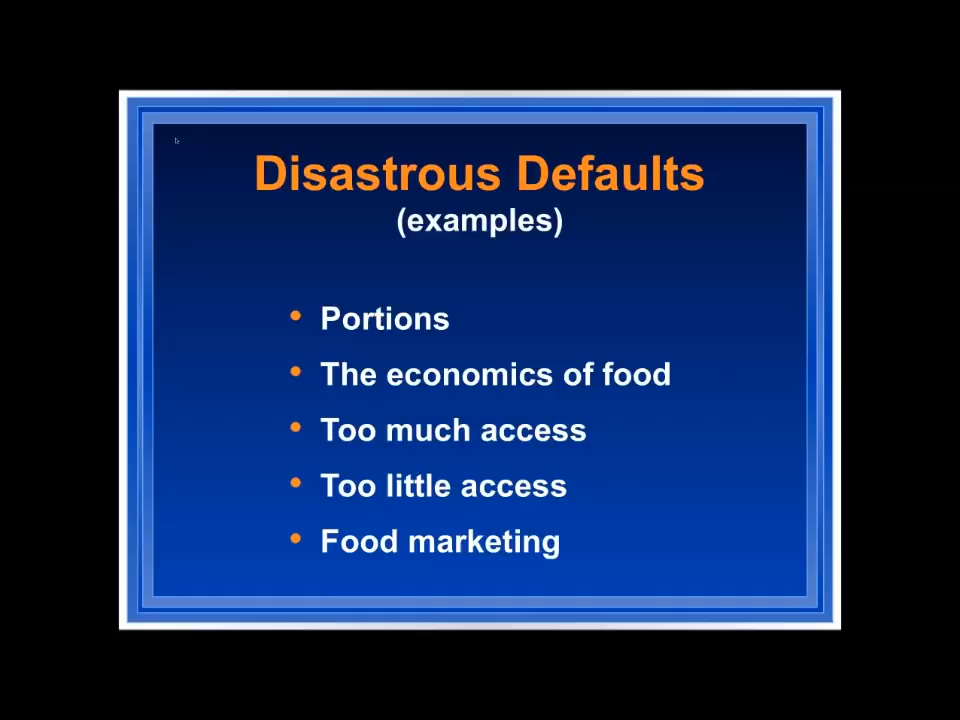 Disastrous Defaults
(examples)
• Portions
• The economics of food
• Too much access
• Too little access
• Food marketing